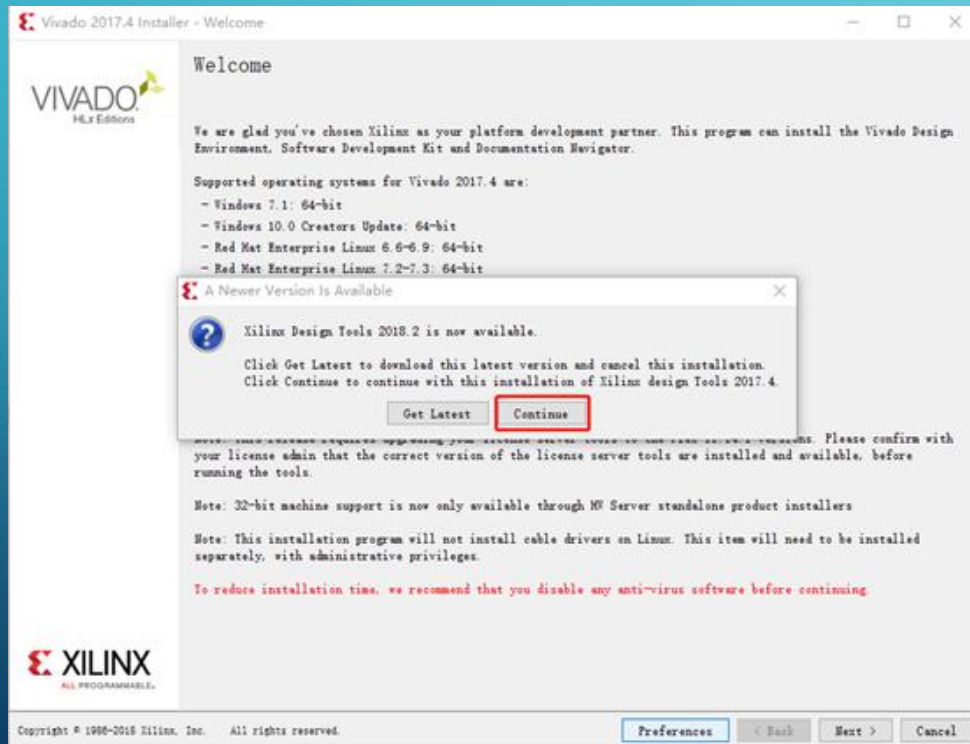 Vivado 2017.4 Installer - Welcome
VIVADO
HLx Editions
Welcome
We are glad you've chosen Xilinx as your platform development partner. This program can install the Vivado Design
Environment, Software Development Kit and Documentation Navigator.
Supported operating systems for Vivado 2017.4 are:
- Windows 7.1: 64-bit
- Windows 10.0 Creators Update: 64-bit
- Red Hat Enterprise Linux 6.6-6.9: 64-bit
- Red Hat Enterprise Linux 7.2-7.3: 64-bit
A Newer Version Is Available
Xilinx Design Tools 2018.2 is now available.
Click Get Latest to download this latest version and cancel this installation.
Click Continue to continue with this installation of Xilinx design Tools 2017.4.
Get Latest
Continue
Please confirm with
your license admin that the correct version of the license server tools are installed and available, before
running the tools.
Note: 32-bit machine support is now only available through HW Server standalone product installers
Note: This installation program will not install cable drivers on Linux. This item will need to be installed
separately, with administrative privileges.
To reduce installation time, we recommend that you disable any anti-virus software before continuing.
XILINX
ALL PROGRAMMABLE.
Copyright © 1986-2018 Xilinx, Inc. All rights reserved.
Preferences
< Back
Next >
Cancel